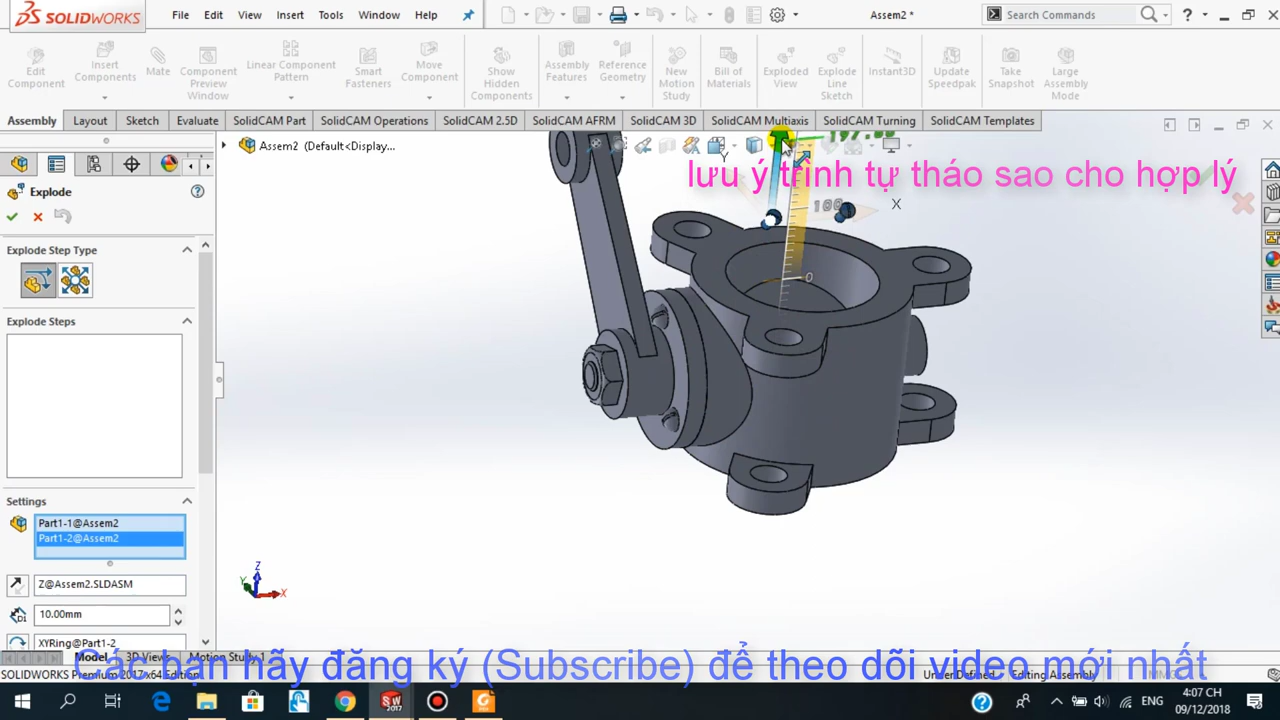 SOLIDWORKS File Edit View Insert Tools Window Help Assem2 * Search Commands ?
Edit Component
Insert Components
Mate
Component Preview Window
Linear Component Pattern
Smart Fasteners
Move Component
Show Hidden Components
Assembly Features
Reference Geometry
New Motion Study
Bill of Materials
Exploded View
Explode Line Sketch
Instant3D
Update Speedpak
Take Snapshot
Large Assembly Mode
Assembly Layout Sketch Evaluate SolidCAM Part SolidCAM Operations SolidCAM 2.5D SolidCAM AFRM SolidCAM 3D SolidCAM Multiaxis SolidCAM Turning SolidCAM Templates
Assem2 (Default<Display...
lưu ý trình tự tháo sao cho hợp lý
Y
X
100
0
Explode
Explode Step Type
Explode Steps
Settings
Part1-1@Assem2
Part1-2@Assem2
Z@Assem2.SLDASM
10.00mm
XYRing@Part1-2
Z
Y
X
Model 3D Views Motion Study 1
Các bạn hãy đăng ký (Subscribe) để theo dõi video mới nhất
SOLIDWORKS Premium 2017 x64 Edition
Under Defined Editing Assembly
ENG
4:07 CH
09/12/2018